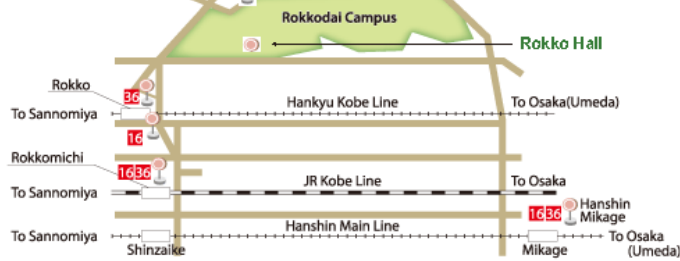 Rokkodai Campus
Rokko Hall
Rokko
36
Hankyu Kobe Line
To Osaka(Umeda)
To Sannomiya
16
Rokkomichi
16 36
JR Kobe Line
To Osaka
To Sannomiya
16 36
Hanshin
Mikage
Hanshin Main Line
To Sannomiya
To Osaka
(Umeda)
Shinzaike
Mikage